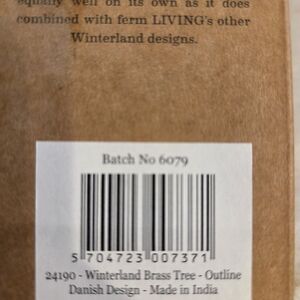 equally well on its own as it does
combined with ferm LIVING's other
Winterland designs.
Batch No 6079
5 704723 007371
24190 - Winterland Brass Tree - Outline
Danish Design - Made in India